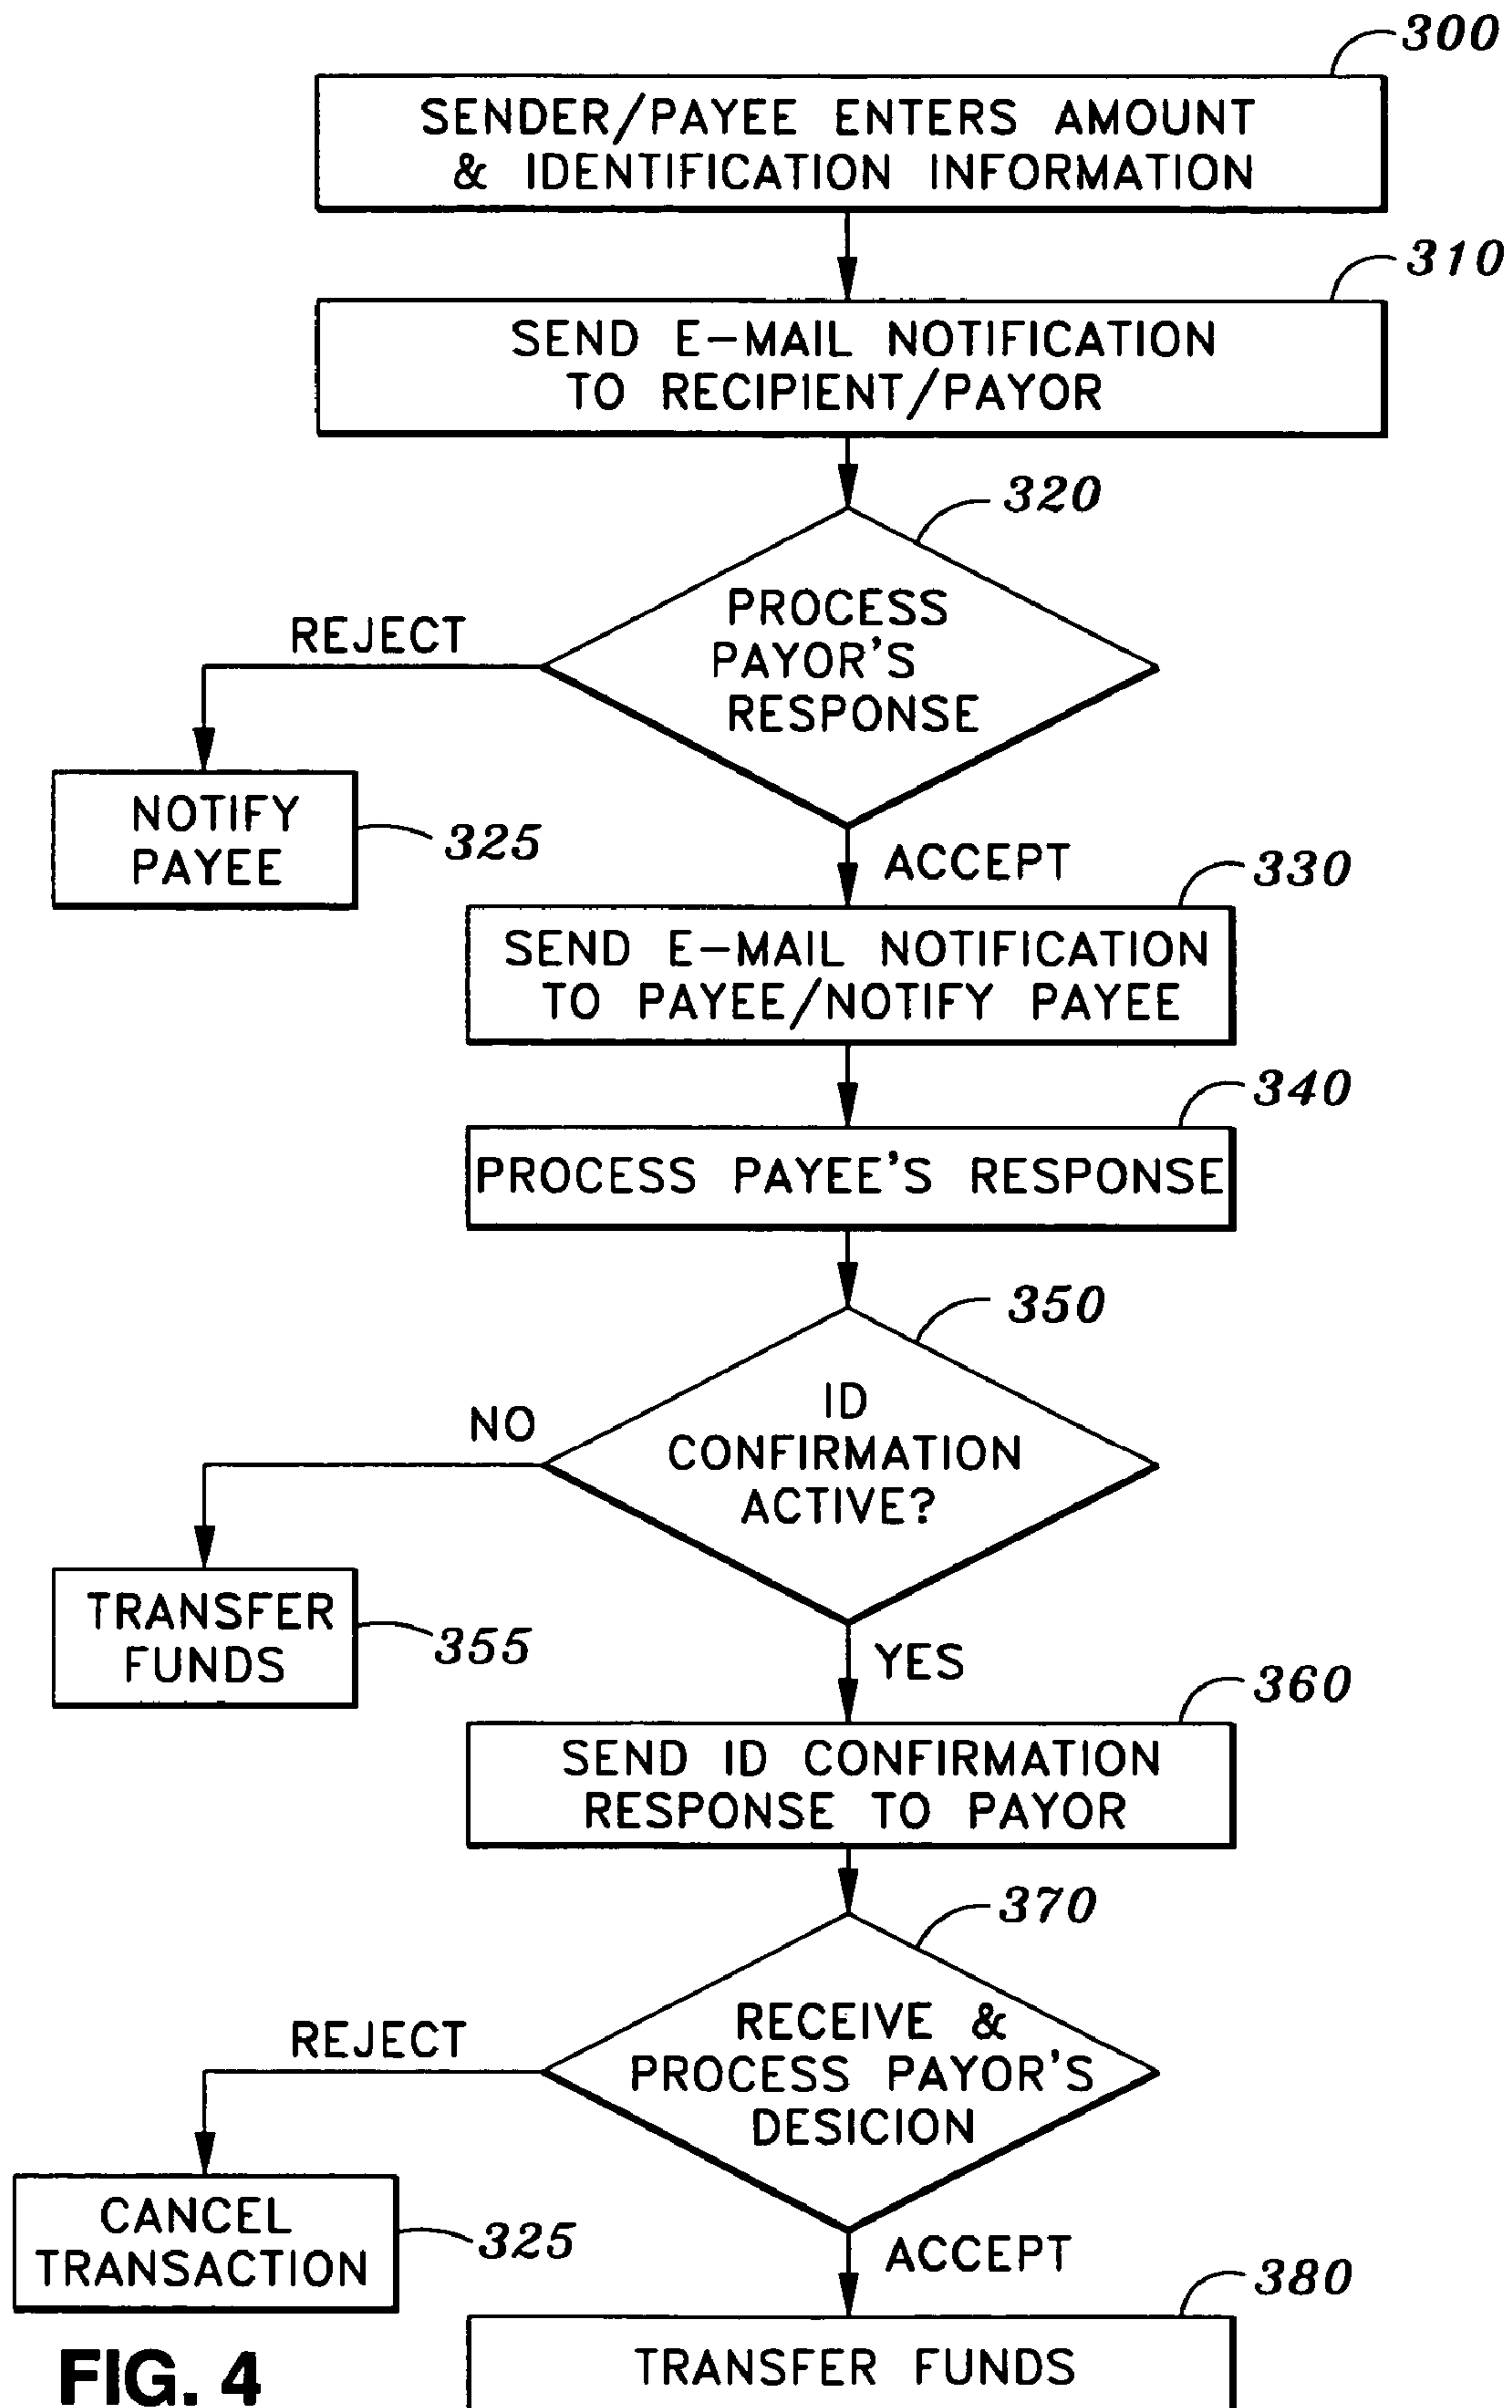 300
SENDER/PAYEE ENTERS AMOUNT
& IDENTIFICATION INFORMATION
310
SEND E-MAIL NOTIFICATION
TO RECIPIENT/PAYOR
320
PROCESS
PAYOR'S
RESPONSE
REJECT
NOTIFY
PAYEE
325
ACCEPT
330
SEND E-MAIL NOTIFICATION
TO PAYEE/NOTIFY PAYEE
340
PROCESS PAYEE'S RESPONSE
350
ID
CONFIRMATION
ACTIVE?
NO
TRANSFER
FUNDS
355
YES
360
SEND ID CONFIRMATION
RESPONSE TO PAYOR
370
RECEIVE &
PROCESS PAYOR'S
DESICION
REJECT
CANCEL
TRANSACTION
325
ACCEPT
380
TRANSFER FUNDS
FIG. 4